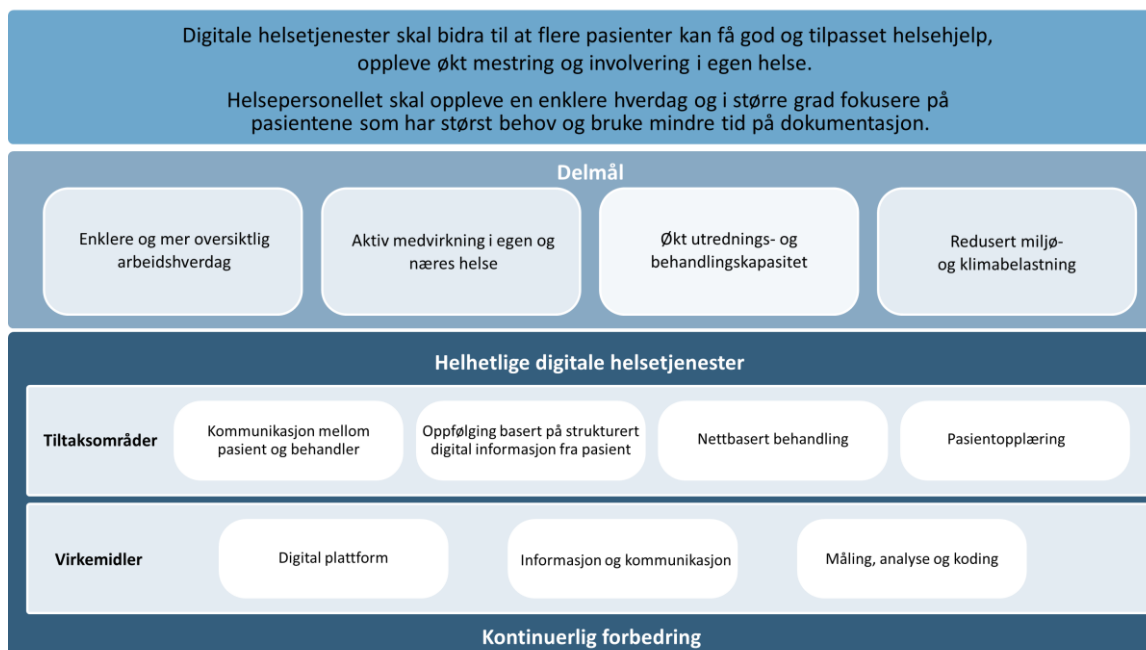 Digitale helsetjenester skal bidra til at flere pasienter kan få god og tilpasset helsehjelp,
oppleve økt mestring og involvering i egen helse.
Helsepersonellet skal oppleve en enklere hverdag og i større grad fokusere på
pasientene som har størst behov og bruke mindre tid på dokumentasjon.
Delmål
Enklere og mer oversiktlig
arbeidshverdag
Aktiv medvirkning i egen og
næres helse
Økt utrednings- og
behandlingskapasitet
Redusert miljø-
og klimabelastning
Helhetlige digitale helsetjenester
Tiltaksområder
Kommunikasjon mellom
pasient og behandler
Oppfølging basert på strukturert
digital informasjon fra pasient
Nettbasert behandling
Pasientopplæring
Virkemidler
Digital plattform
Informasjon og kommunikasjon
Måling, analyse og koding
Kontinuerlig forbedring